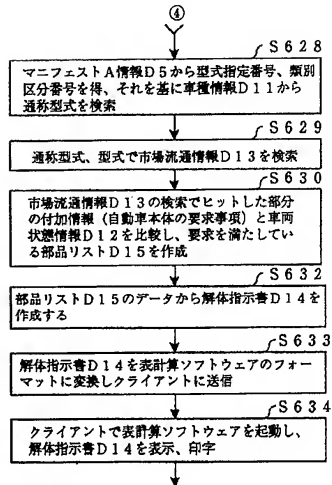 ④
S628
マニフェストA情報D5から型式指定番号、類別
区分番号を得、それを基に車種情報D11から
通称型式を検索
S629
通称型式、型式で市場流通情報D13を検索
S630
市場流通情報D13の検索でヒットした部分
の付加情報（自動車本体の要求事項）と車両
状態情報D12を比較し、要求を満たしてい
る部品リストD15を作成
S632
部品リストD15のデータから解体指示書D14を
作成する
S633
解体指示書D14を表計算ソフトウェアのフォー
マットに変換しクライアントに送信
S634
クライアントで表計算ソフトウェアを起動し、
解体指示書D14を表示、印字